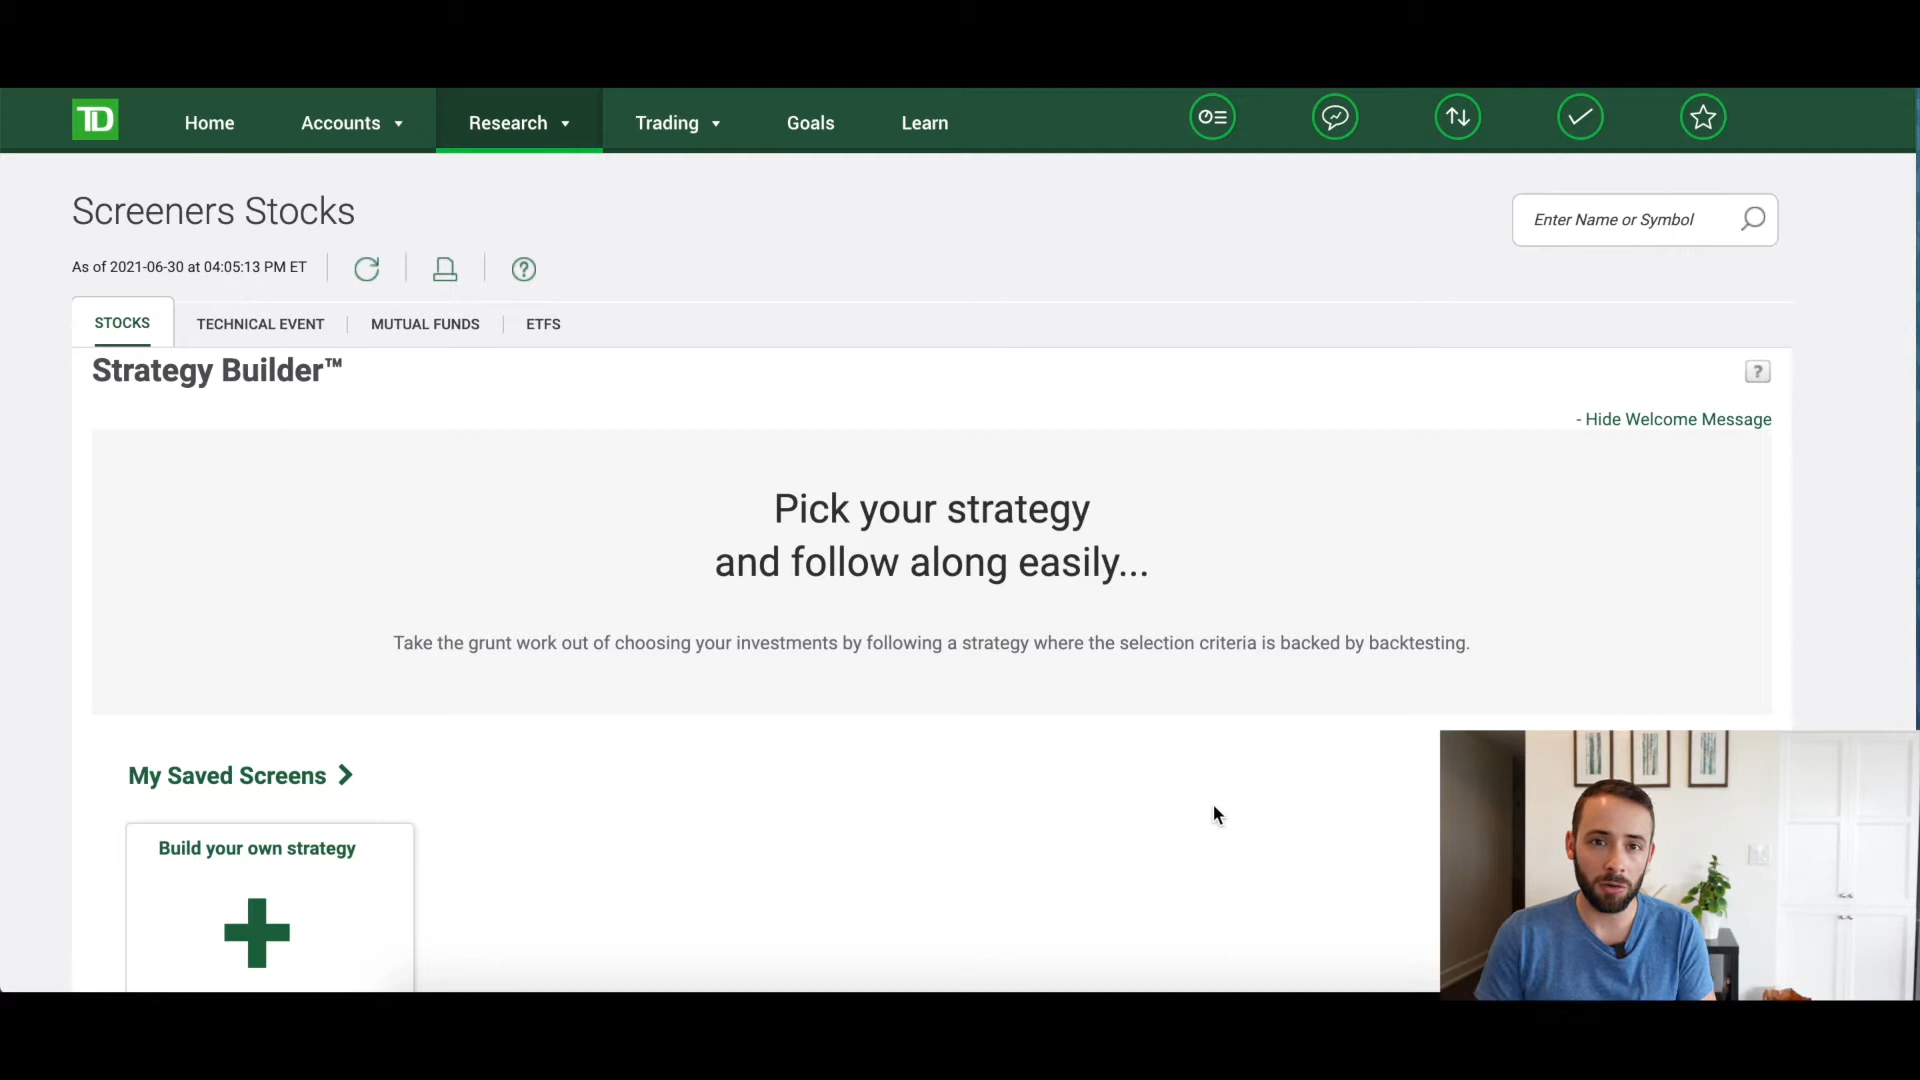 TD
Home
Accounts
Research
Trading
Goals
Learn
Screeners Stocks
Enter Name or Symbol
As of 2021-06-30 at 04:05:13 PM ET
?
STOCKS
TECHNICAL EVENT
MUTUAL FUNDS
ETFS
Strategy Builder™
?
- Hide Welcome Message
Pick your strategy
and follow along easily...
Take the grunt work out of choosing your investments by following a strategy where the selection criteria is backed by backtesting.
My Saved Screens
Build your own strategy